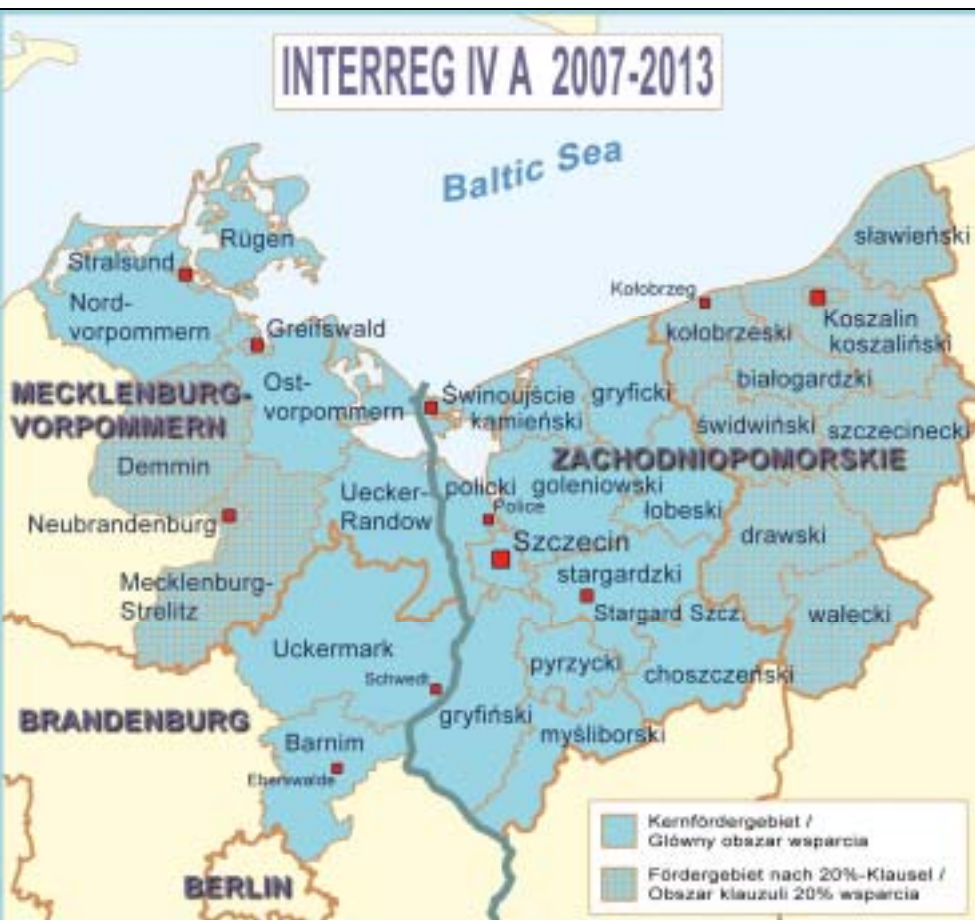 INTERREG IV A 2007-2013
Baltic Sea
Rügen
Stralsund
Nord-
vorpommern
Greifswald
Ost-
vorpommern
MECKLENBURG-
VORPOMMERN
Demmin
Neubrandenburg
Mecklenburg-
Strelitz
Uecker-
Randow
Uckermark
Schwedt
BRANDENBURG
Barnim
Eberswalde
BERLIN
sławieński
Kołobrzeg
kołobrzeski
Koszalin
koszaliński
białogardzki
Świnoujście
kamieński
gryficki
świdwiński
szczecinecki
ZACHODNIOPOMORSKIE
policki
goleniowski
Police
łobeski
drawski
Szczecin
stargardzki
Stargard Szcz.
wałecki
pyrzycki
choszczeński
gryfiński
myśliborski
Kernfördergebiet /
Główny obszar wsparcia
Fördergebiet nach 20%-Klausel /
Obszar klauzuli 20% wsparcia